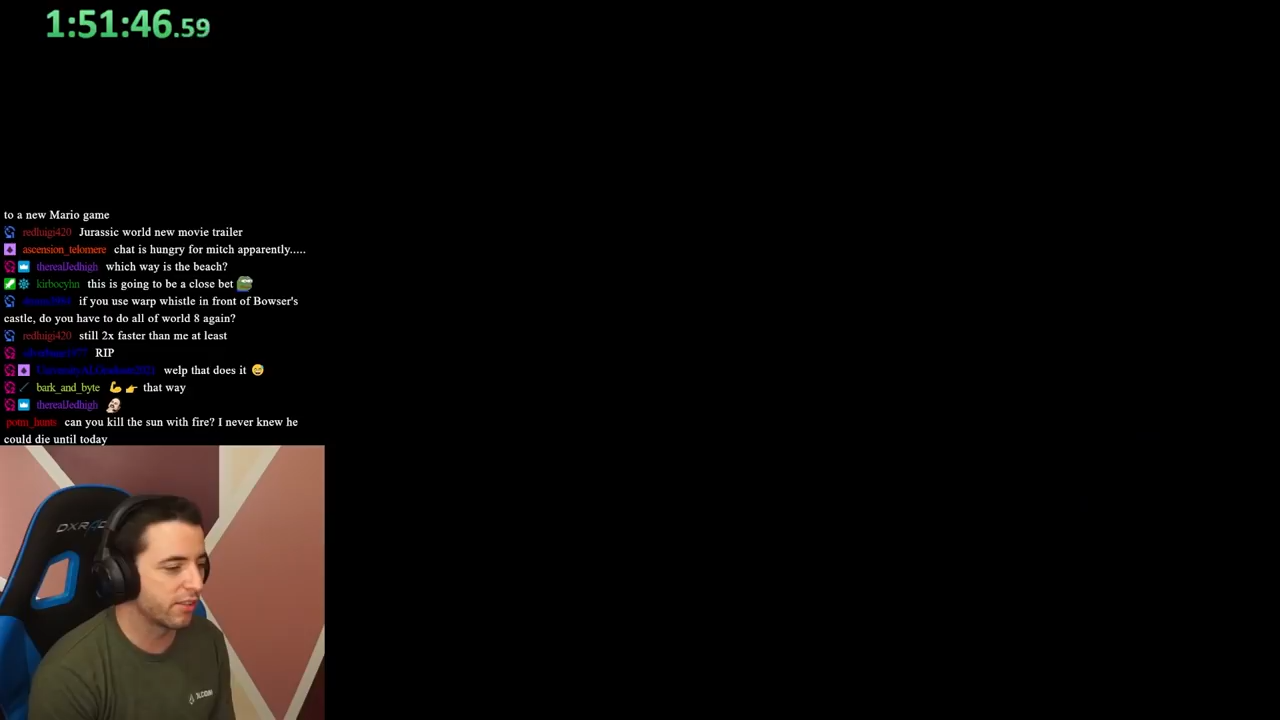 1:51:46.59
to a new Mario game
redluigi420 Jurassic world new movie trailer
ascension_telomere chat is hungry for mitch apparently.....
therealJedhigh which way is the beach?
kirbocyhn this is going to be a close bet
if you use warp whistle in front of Bowser's
castle, do you have to do all of world 8 again?
redluigi420 still 2x faster than me at least
RIP
welp that does it 😅
bark_and_byte 💪 👉 that way
therealJedhigh
potni_hunts can you kill the sun with fire? I never knew he
could die until today